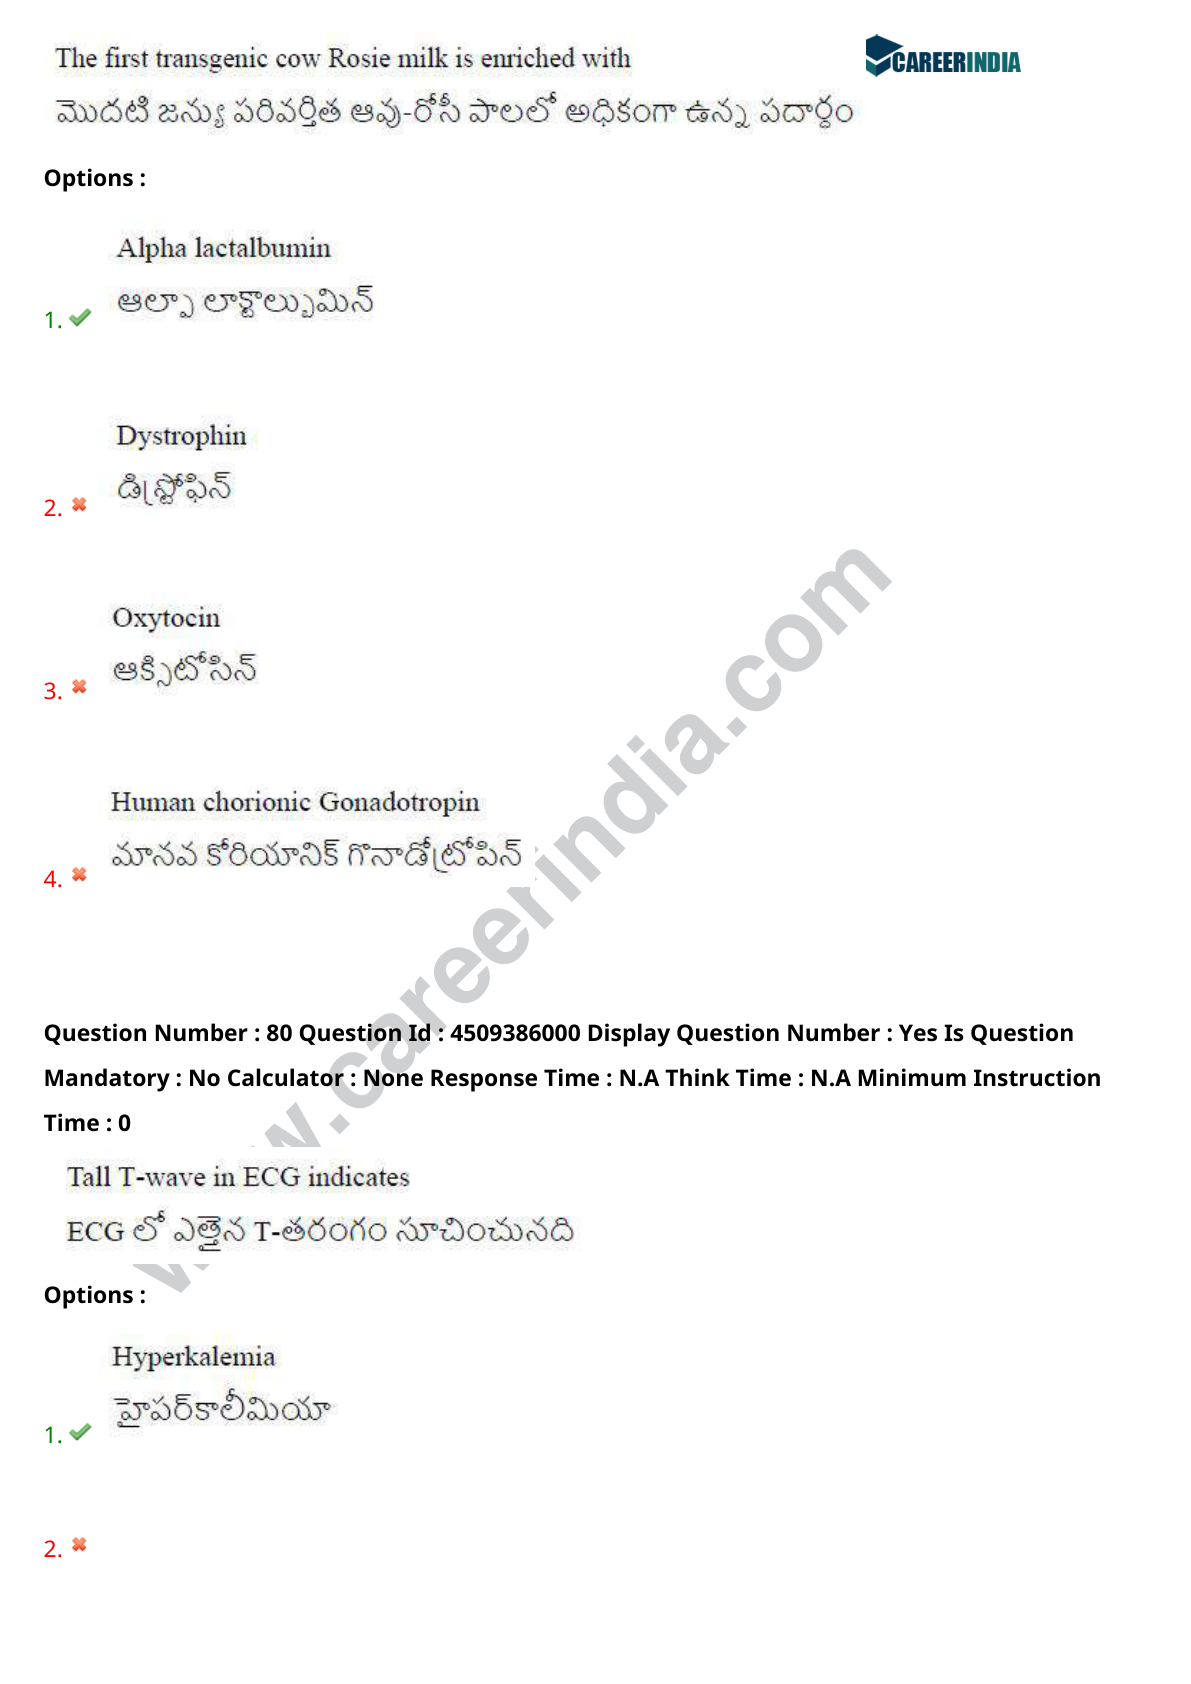 The first transgenic cow Rosie milk is enriched with
CAREERINDIA
మొదటి జన్యు పరివర్తిత ఆవు-రోసీ పాలలో అధికంగా ఉన్న పదార్థం
Options :
Alpha lactalbumin
ఆల్ఫా లాక్టాల్బుమిన్
1.
Dystrophin
డిస్ట్రోఫిన్
2.
Oxytocin
ఆక్సిటోసిన్
3.
Human chorionic Gonadotropin
మానవ కోరియానిక్ గొనాడోట్రోపిన్
4.
www.careerindia.com
Question Number : 80 Question Id : 4509386000 Display Question Number : Yes Is Question
Mandatory : No Calculator : None Response Time : N.A Think Time : N.A Minimum Instruction
Time : 0
Tall T-wave in ECG indicates
ECG లో ఎత్తైన T-తరంగం సూచించునది
Options :
Hyperkalemia
హైపర్‌కాలీమియా
1.
2.